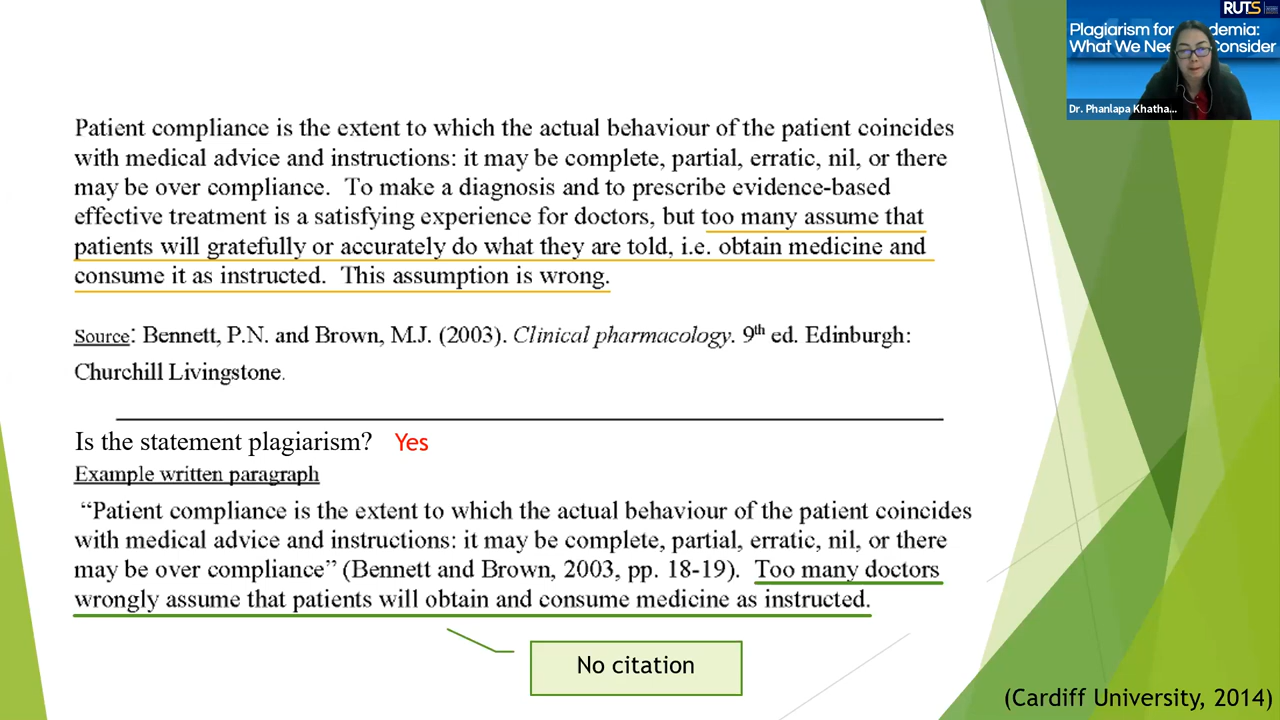 RUTS
Plagiarism for demia:
What We Nee Consider
Dr. Phanlapa Khatha...
Patient compliance is the extent to which the actual behaviour of the patient coincides
with medical advice and instructions: it may be complete, partial, erratic, nil, or there
may be over compliance. To make a diagnosis and to prescribe evidence-based
effective treatment is a satisfying experience for doctors, but too many assume that
patients will gratefully or accurately do what they are told, i.e. obtain medicine and
consume it as instructed. This assumption is wrong.
Source: Bennett, P.N. and Brown, M.J. (2003). Clinical pharmacology. 9th ed. Edinburgh:
Churchill Livingstone.
Is the statement plagiarism? Yes
Example written paragraph
“Patient compliance is the extent to which the actual behaviour of the patient coincides
with medical advice and instructions: it may be complete, partial, erratic, nil, or there
may be over compliance” (Bennett and Brown, 2003, pp. 18-19). Too many doctors
wrongly assume that patients will obtain and consume medicine as instructed.
No citation
(Cardiff University, 2014)